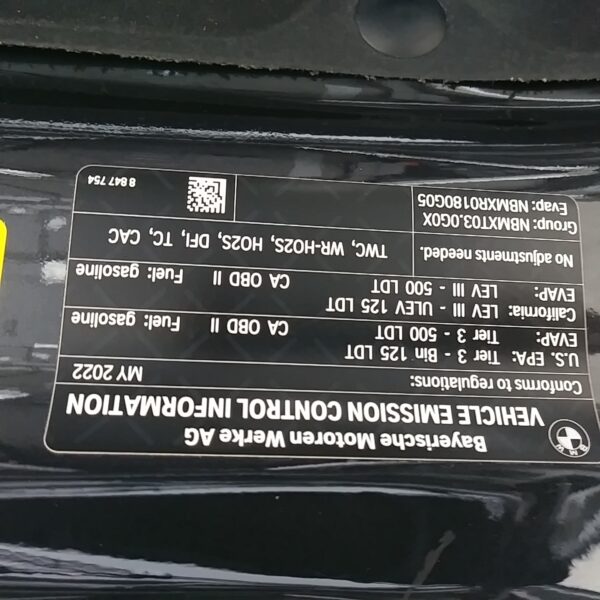 BMW
Bayerische Motoren Werke AG
VEHICLE EMISSION CONTROL INFORMATION
Conforms to regulations: MY 2022
U.S. EPA: Tier 3 - Bin 125 LDT
EVAP: Tier 3 - 500 LDT CA OBD II Fuel: gasoline
California: LEV III - ULEV 125 LDT
EVAP: LEV III - 500 LDT CA OBD II Fuel: gasoline
No adjustments needed. TWC, WR-HO2S, HO2S, DFI, TC, CAC
Group: NBMXT03.0G0X
Evap: NBMXR0180G05
8 847 754